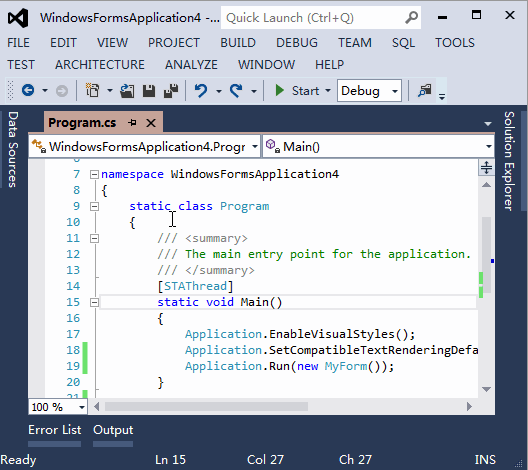 WindowsFormsApplication4 -... Quick Launch (Ctrl+Q)
FILE EDIT VIEW PROJECT BUILD DEBUG TEAM SQL TOOLS
TEST ARCHITECTURE ANALYZE WINDOW HELP
Start Debug
Data Sources
Program.cs
Solution Explorer
WindowsFormsApplication4.Progr Main()
7 namespace WindowsFormsApplication4
8 {
9 static class Program
10 {
11 /// <summary>
12 /// The main entry point for the application.
13 /// </summary>
14 [STAThread]
15 static void Main()
16 {
17 Application.EnableVisualStyles();
18 Application.SetCompatibleTextRenderingDefa
19 Application.Run(new MyForm());
20 }
100 %
Error List Output
Ready Ln 15 Col 27 Ch 27 INS